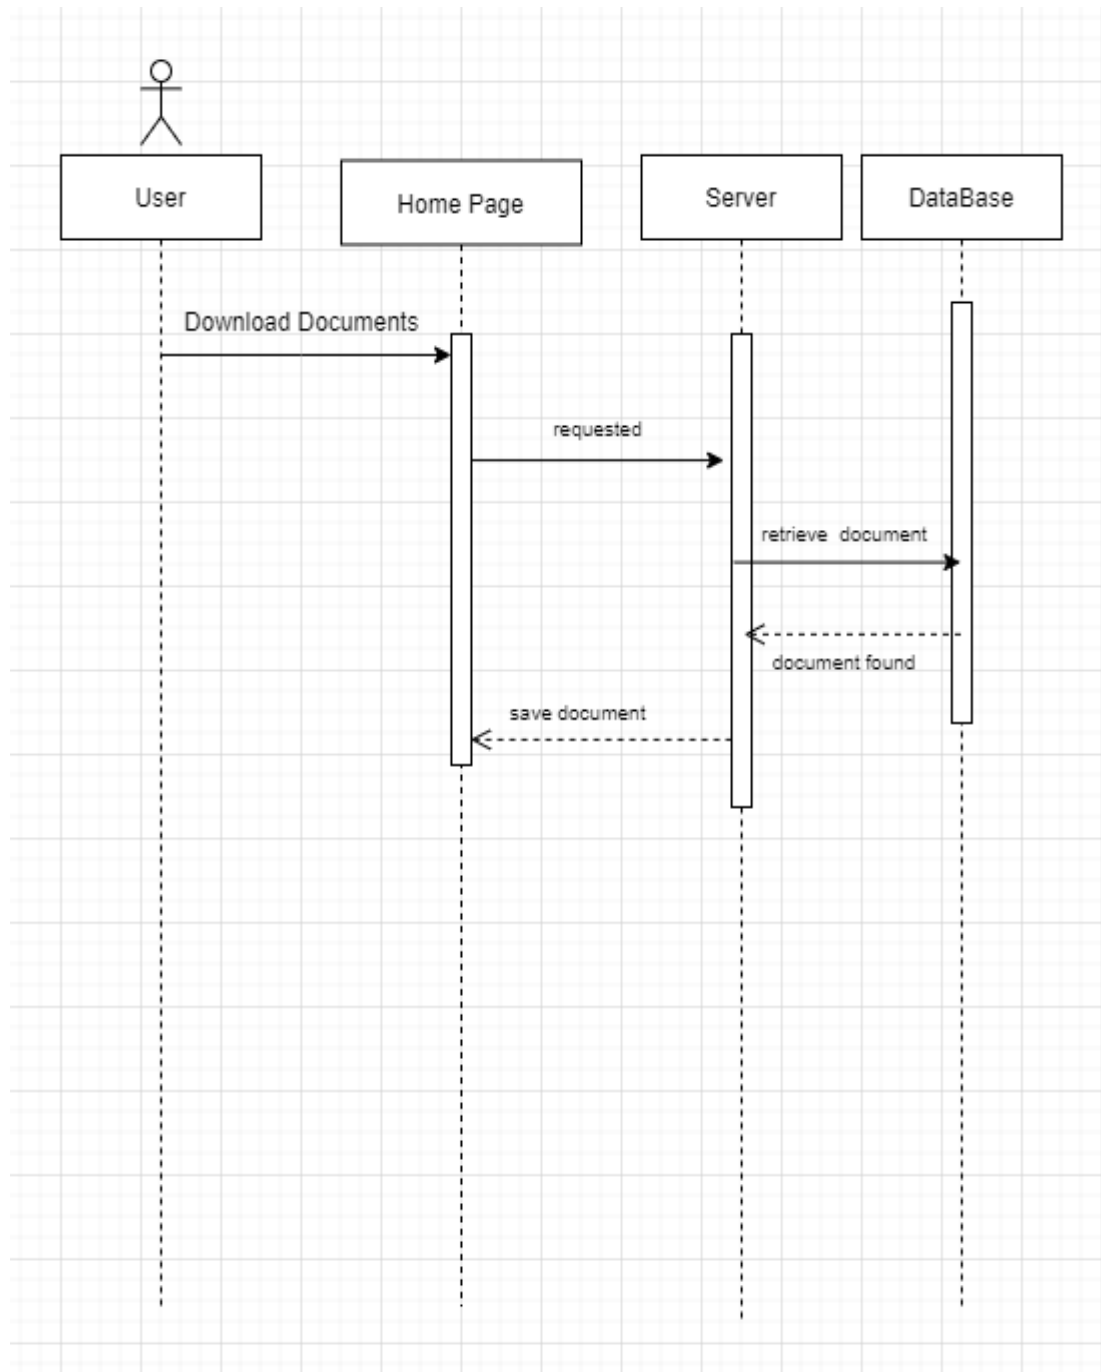 User
Home Page
Server
DataBase
Download Documents
requested
retrieve  document
document found
save document